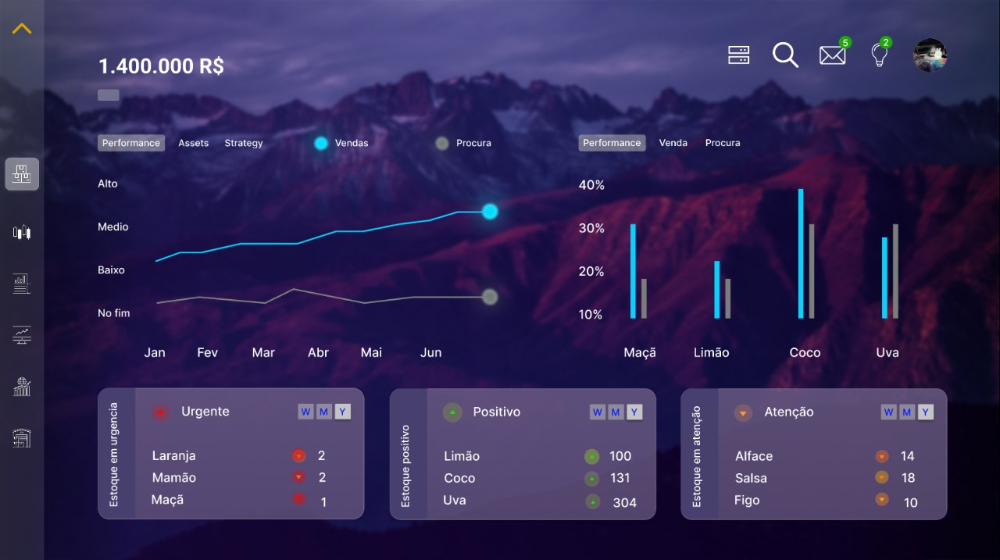 5
2
1.400.000 R$
Performance Assets Strategy Vendas Procura
Performance Venda Procura
Alto
Medio
Baixo
No fim
Jan Fev Mar Abr Mai Jun
40%
30%
20%
10%
Maçã Limão Coco Uva
Estoque em urgencia
Urgente W M Y
Laranja 2
Mamão 2
Maçã 1
Estoque positivo
Positivo W M Y
Limão 100
Coco 131
Uva 304
Estoque em atenção
Atenção W M Y
Alface 14
Salsa 18
Figo 10